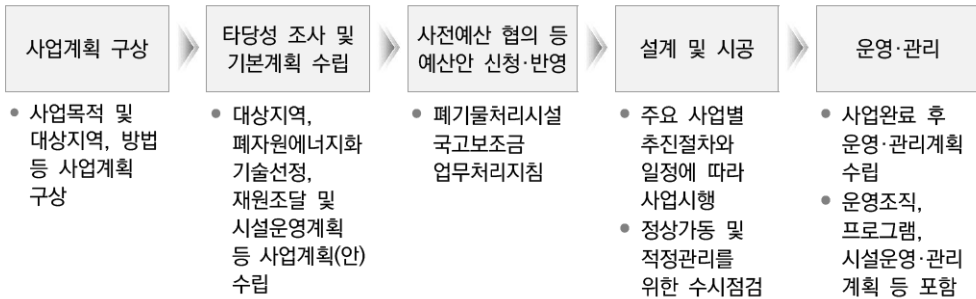 사업계획 구상
타당성 조사 및
기본계획 수립
사전예산 협의 등
예산안 신청·반영
설계 및 시공
운영·관리
● 사업목적 및
대상지역, 방법
등 사업계획
구상
● 대상지역,
폐자원에너지화
기술선정,
재원조달 및
시설운영계획
등 사업계획(안)
수립
● 폐기물처리시설
국고보조금
업무처리지침
● 주요 사업별
추진절차와
일정에 따라
사업시행
● 정상가동 및
적정관리를
위한 수시점검
● 사업완료 후
운영·관리계획
수립
● 운영조직,
프로그램,
시설운영·관리
계획 등 포함